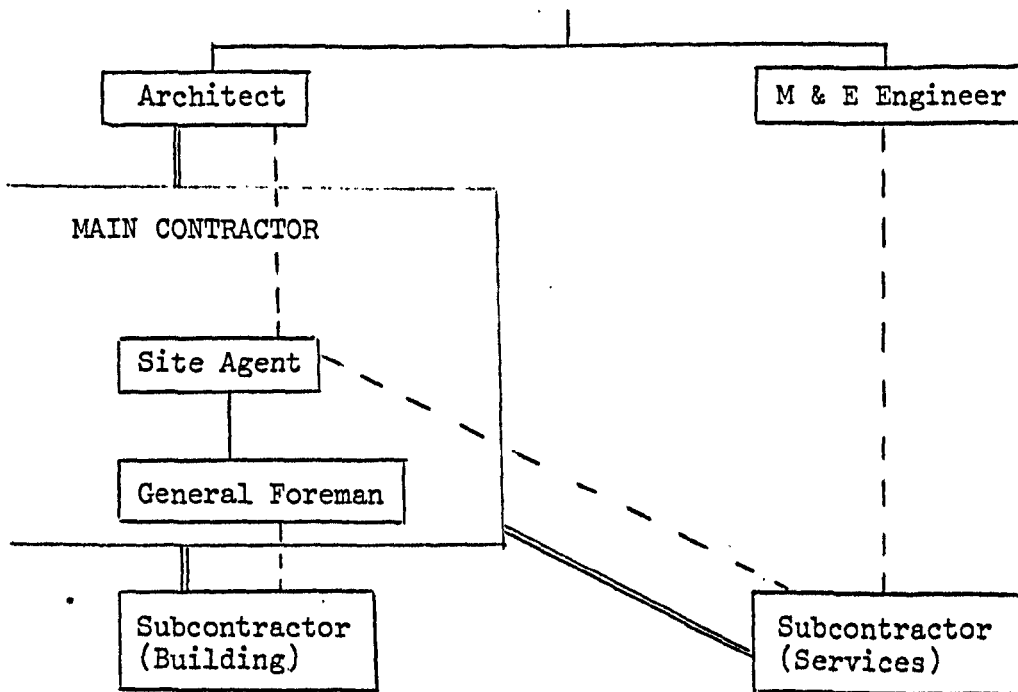 Architect
M & E Engineer
MAIN CONTRACTOR
Site Agent
General Foreman
Subcontractor
(Building)
Subcontractor
(Services)